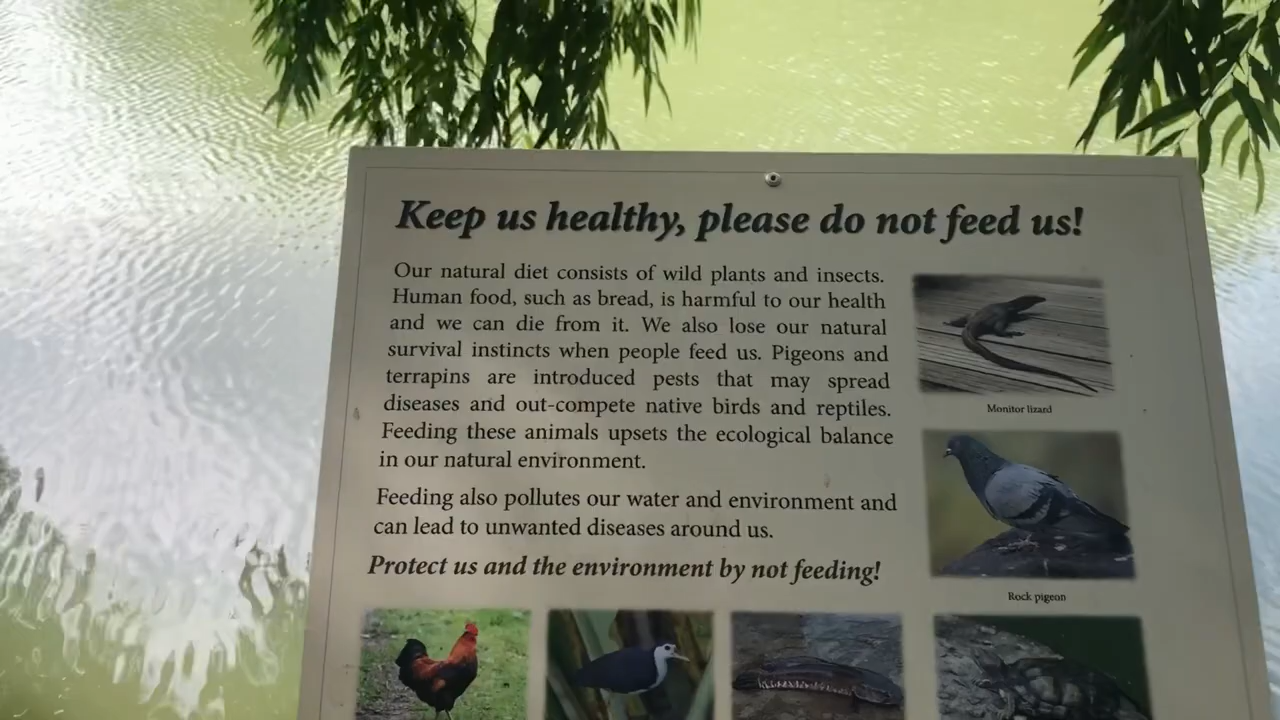 Keep us healthy, please do not feed us!
Our natural diet consists of wild plants and insects.
Human food, such as bread, is harmful to our health
and we can die from it. We also lose our natural
survival instincts when people feed us. Pigeons and
terrapins are introduced pests that may spread
diseases and out-compete native birds and reptiles.
Feeding these animals upsets the ecological balance
in our natural environment.
Feeding also pollutes our water and environment and
can lead to unwanted diseases around us.
Protect us and the environment by not feeding!
Monitor lizard
Rock pigeon